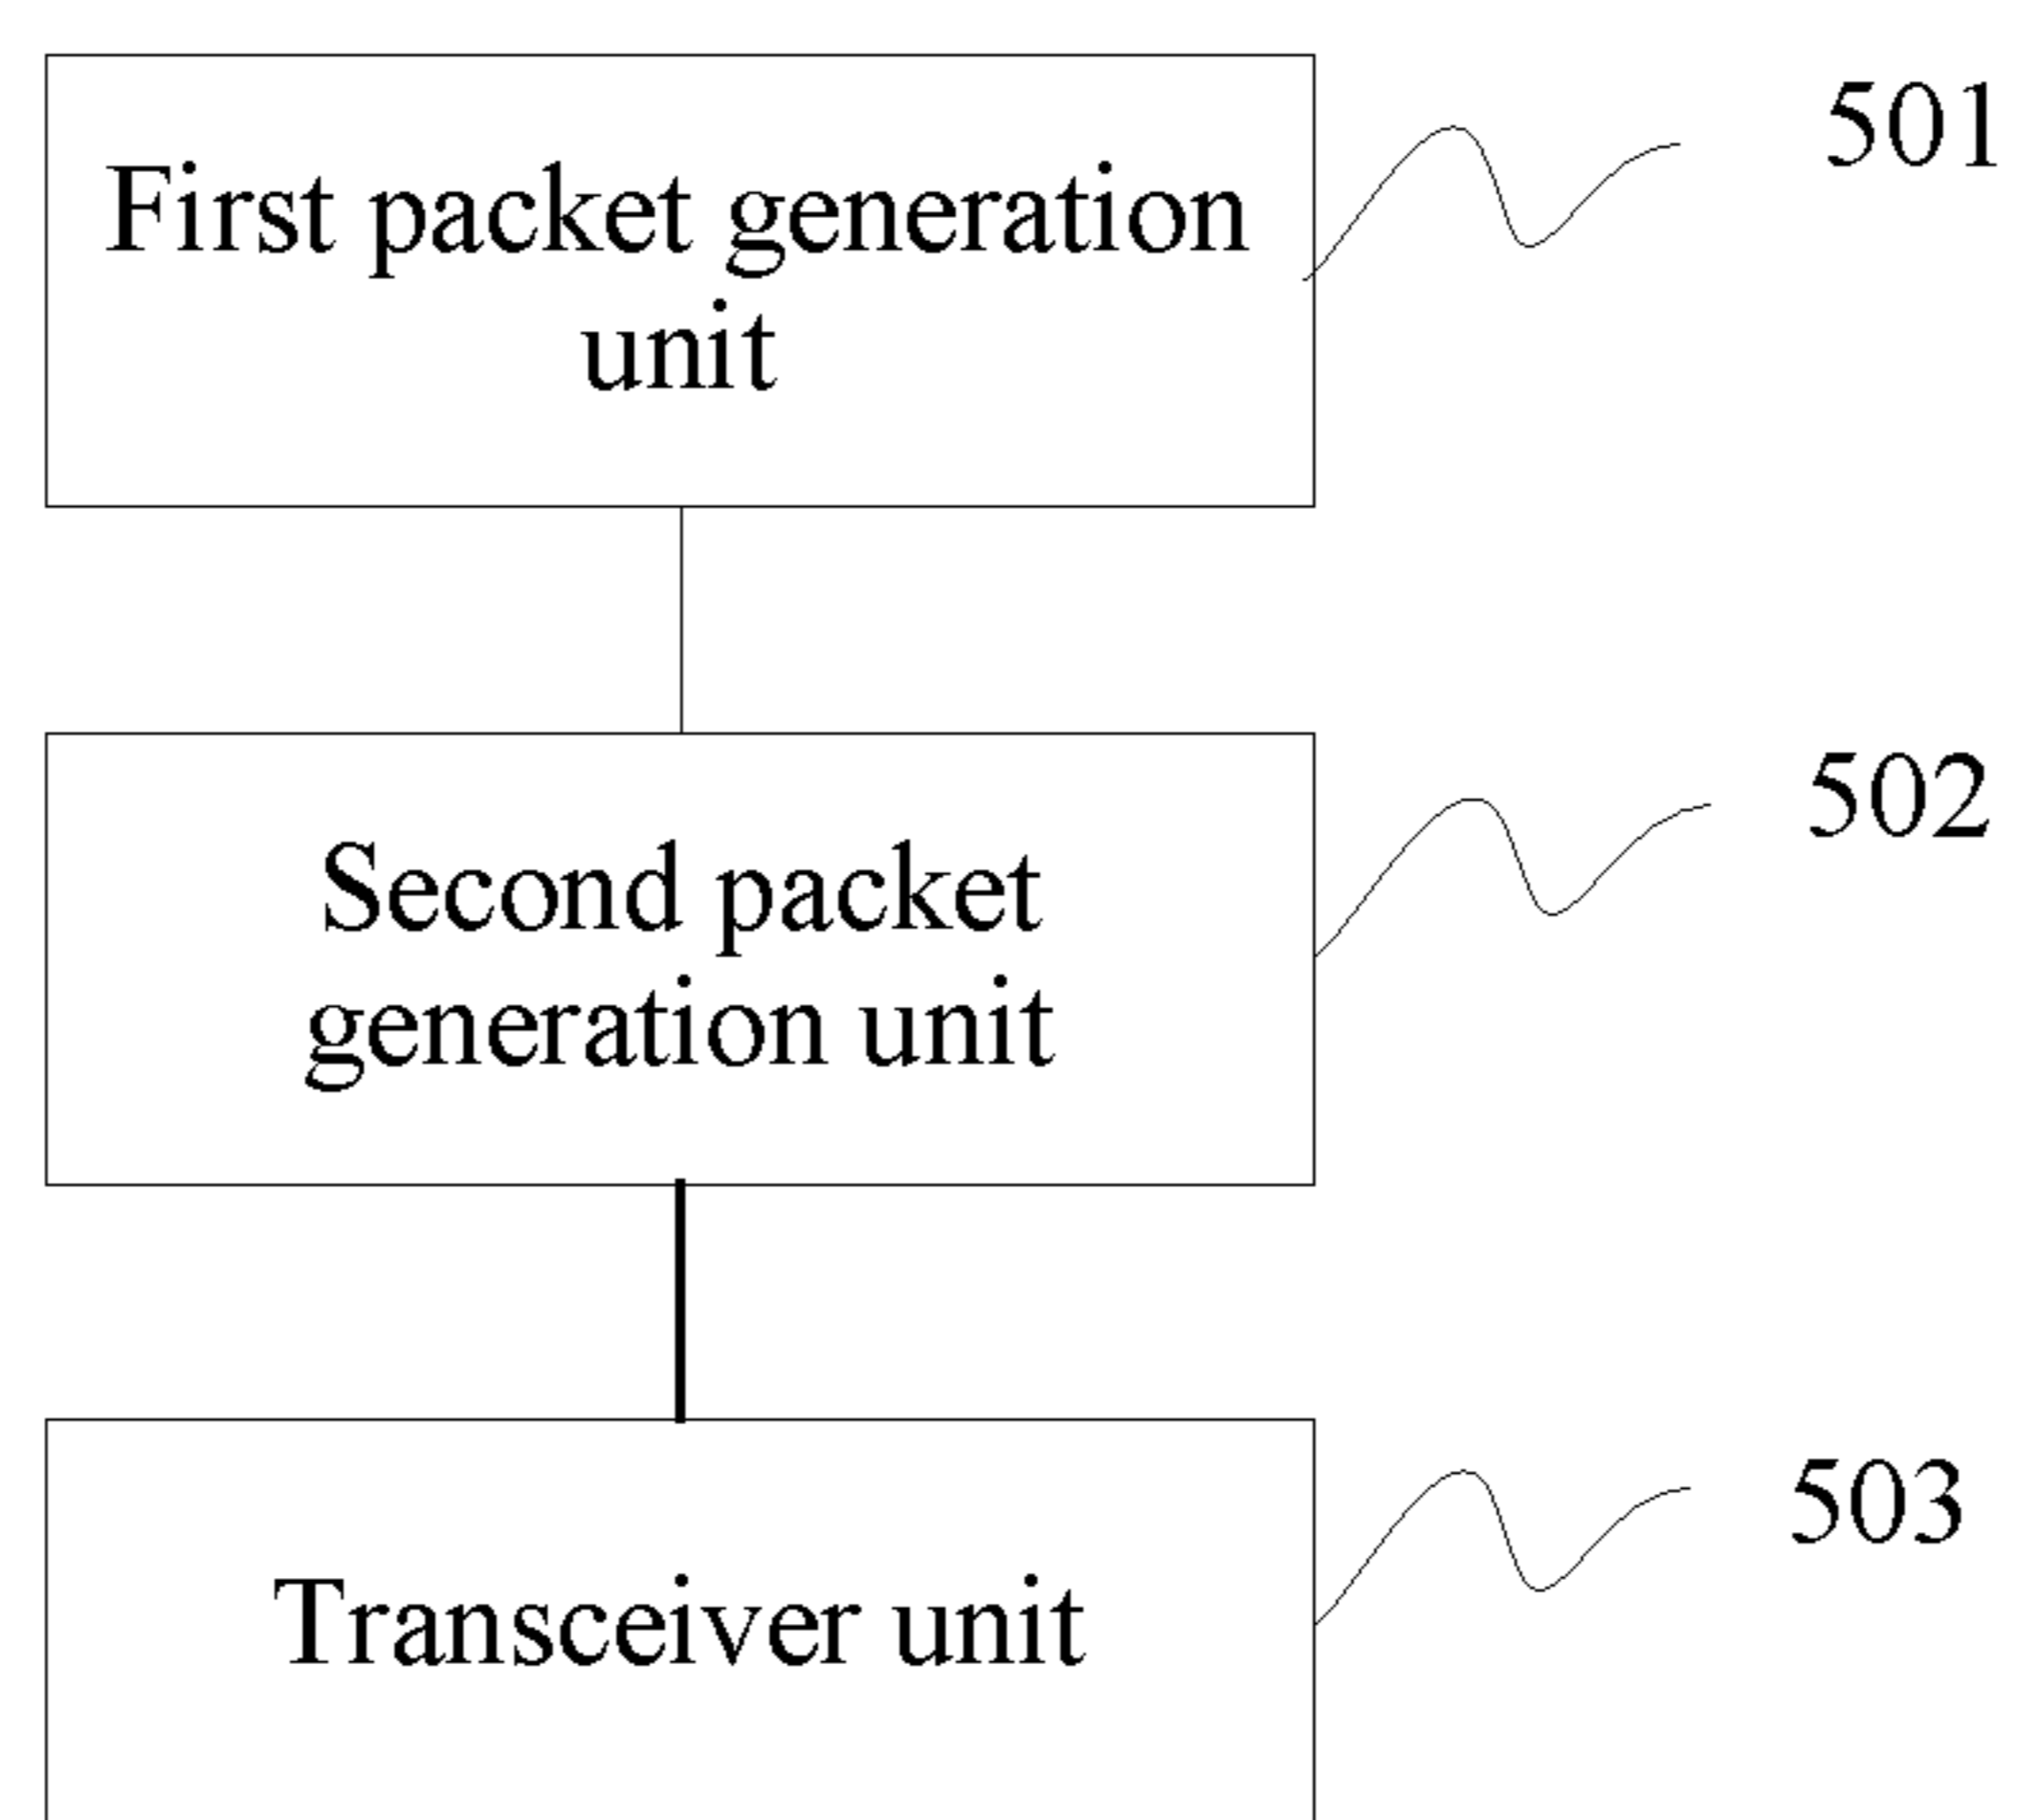 First packet generation
unit
501
Second packet
generation unit
502
Transceiver unit
503